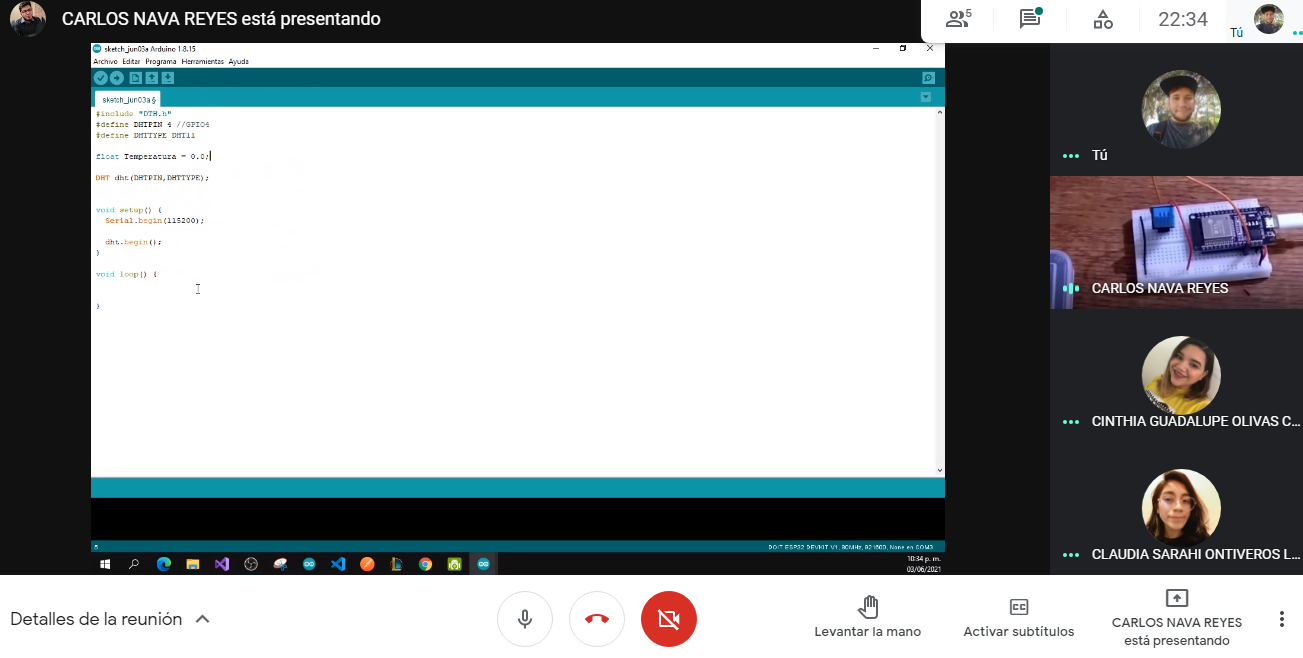 CARLOS NAVA REYES está presentando
5
22:34
Tú
sketch_jun03a Arduino 1.8.15
Archivo Editar Programa Herramientas Ayuda
sketch_jun03a §
#include "DTH.h"
#define DHTPIN 4 //GPIO4
#define DHTTYPE DHT11
float Temperatura = 0.0;
DHT dht(DHTPIN,DHTTYPE);
void setup() {
Serial.begin(115200);
dht.begin();
}
void loop() {
}
Tú
CARLOS NAVA REYES
CINTHIA GUADALUPE OLIVAS C...
CLAUDIA SARAHI ONTIVEROS L...
DOIT ESP32 DEVKIT V1, 80MHz, 921600, None en COM3
10:34 p. m.
03/06/2021
Detalles de la reunión
Levantar la mano
Activar subtítulos
CARLOS NAVA REYES
está presentando